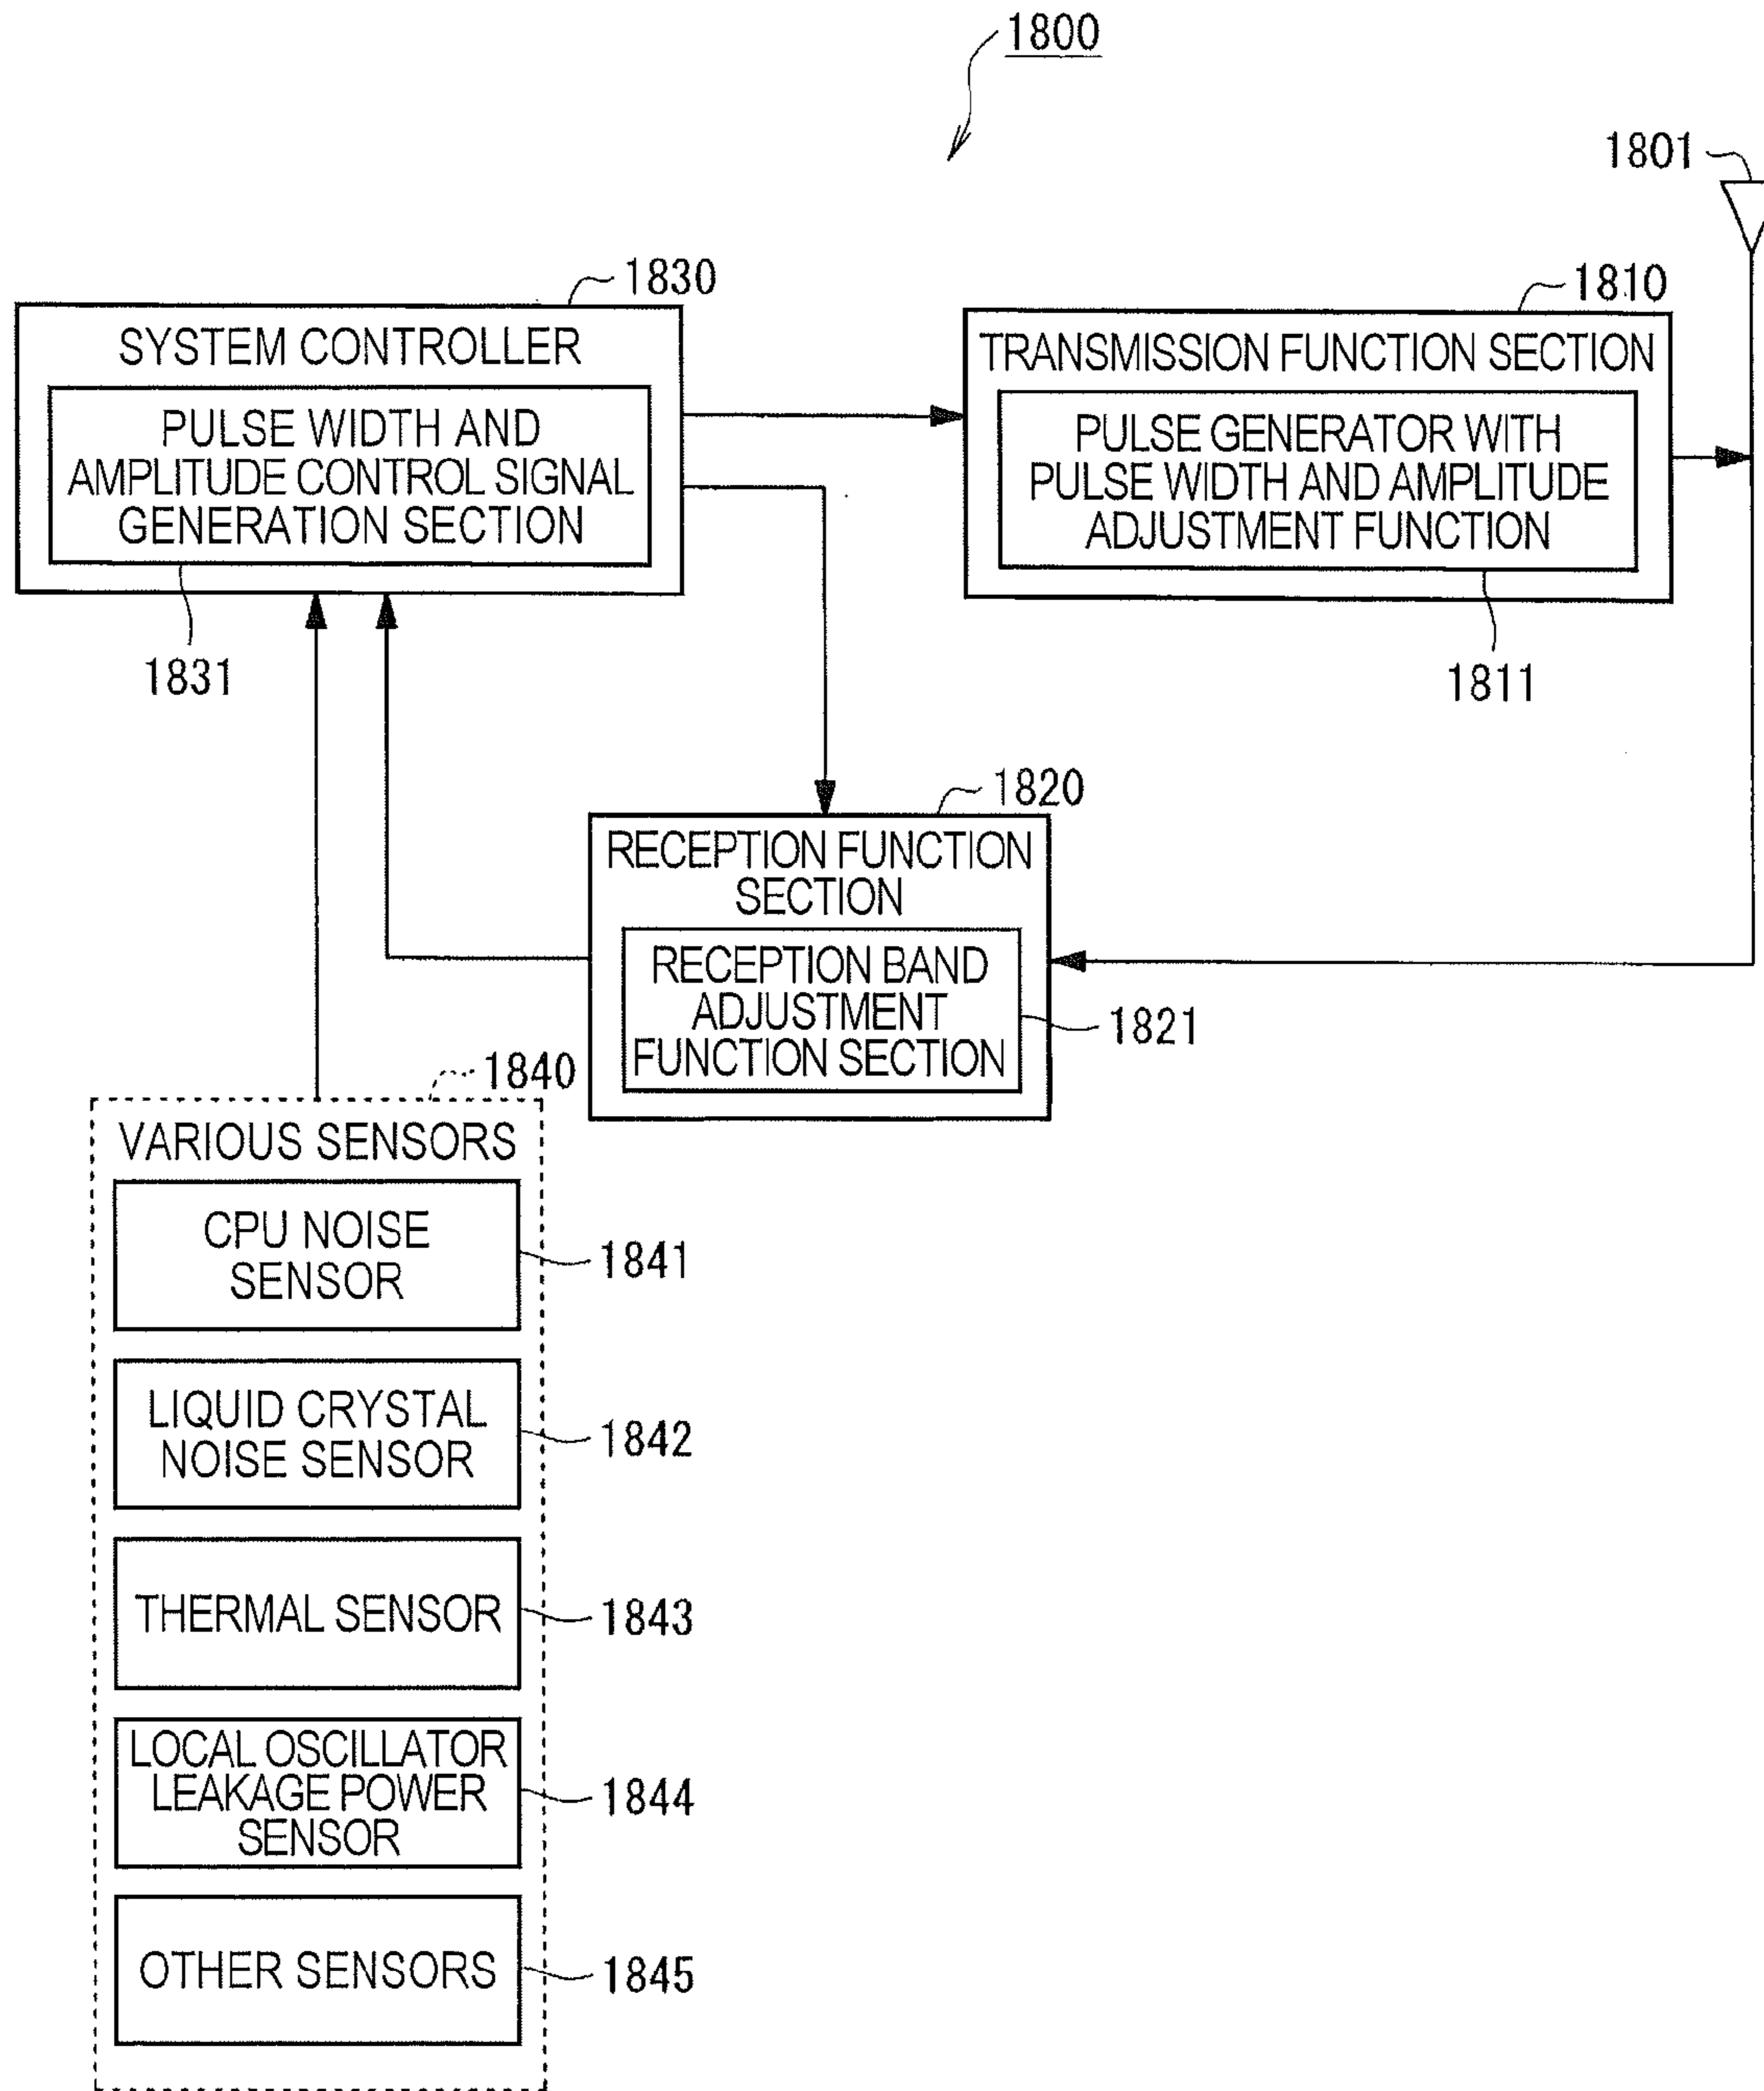 1800
1801
1830
1810
SYSTEM CONTROLLER
PULSE WIDTH AND
AMPLITUDE CONTROL SIGNAL
GENERATION SECTION
TRANSMISSION FUNCTION SECTION
PULSE GENERATOR WITH
PULSE WIDTH AND AMPLITUDE
ADJUSTMENT FUNCTION
1831
1811
1820
RECEPTION FUNCTION
SECTION
RECEPTION BAND
ADJUSTMENT
FUNCTION SECTION
1821
1840
VARIOUS SENSORS
CPU NOISE
SENSOR
1841
LIQUID CRYSTAL
NOISE SENSOR
1842
THERMAL SENSOR
1843
LOCAL OSCILLATOR
LEAKAGE POWER
SENSOR
1844
OTHER SENSORS
1845